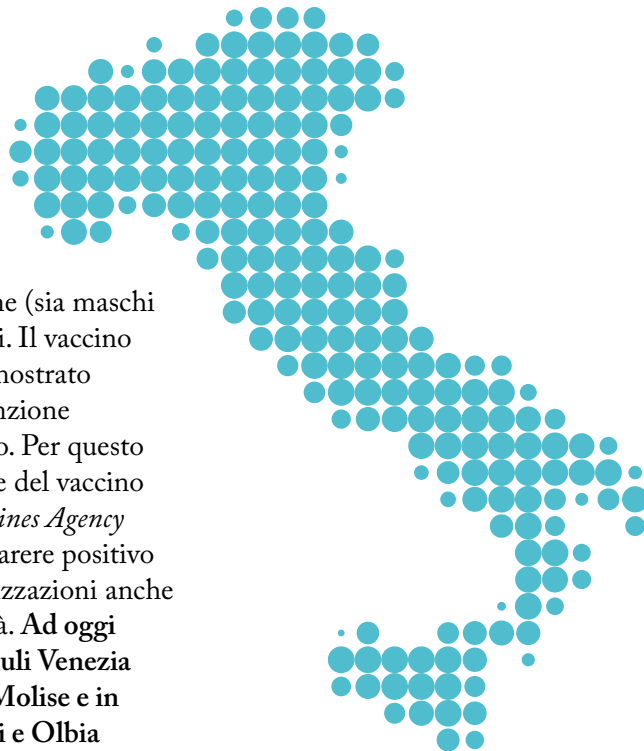 ne (sia maschi
i. Il vaccino
nostrato
nzione
o. Per questo
e del vaccino
ines Agency
arere positivo
izzazioni anche
à. Ad oggi
uli Venezia
Molise e in
i e Olbia